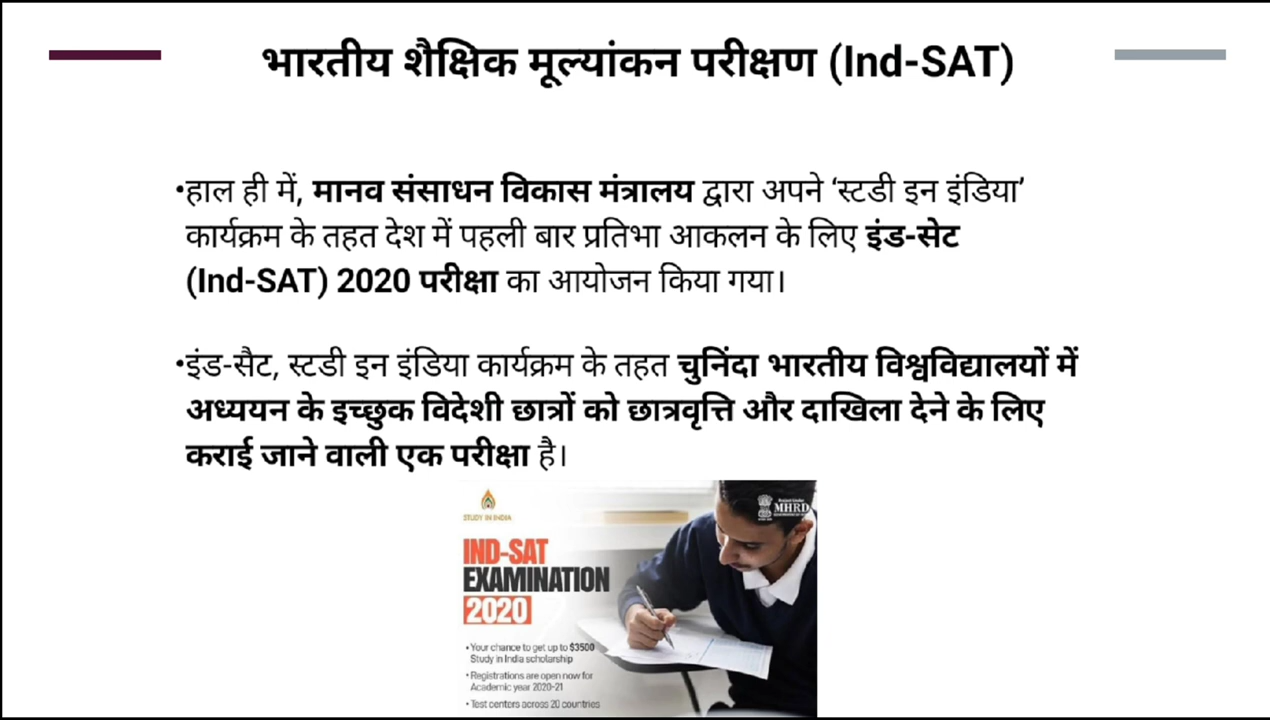 भारतीय शैक्षिक मूल्यांकन परीक्षण (Ind-SAT)
•हाल ही में, मानव संसाधन विकास मंत्रालय द्वारा अपने ‘स्टडी इन इंडिया’
कार्यक्रम के तहत देश में पहली बार प्रतिभा आकलन के लिए इंड-सेट
(Ind-SAT) 2020 परीक्षा का आयोजन किया गया।
•इंड-सैट, स्टडी इन इंडिया कार्यक्रम के तहत चुनिंदा भारतीय विश्वविद्यालयों में
अध्ययन के इच्छुक विदेशी छात्रों को छात्रवृत्ति और दाखिला देने के लिए
कराई जाने वाली एक परीक्षा है।
STUDY IN INDIA
MHRD
IND-SAT
EXAMINATION
2020
• Your chance to get up to $3500
Study in India scholarship
• Registrations are open now for
Academic year 2020-21
• Test centers across 20 countries